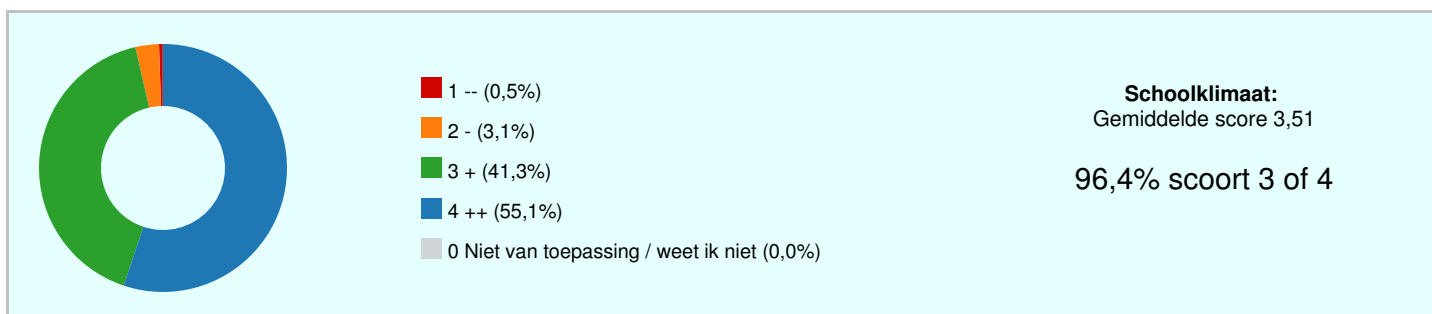 1 -- (0,5%)
2 - (3,1%)
3 + (41,3%)
4 ++ (55,1%)
0 Niet van toepassing / weet ik niet (0,0%)
Schoolklimaat:
Gemiddelde score 3,51
96,4% scoort 3 of 4